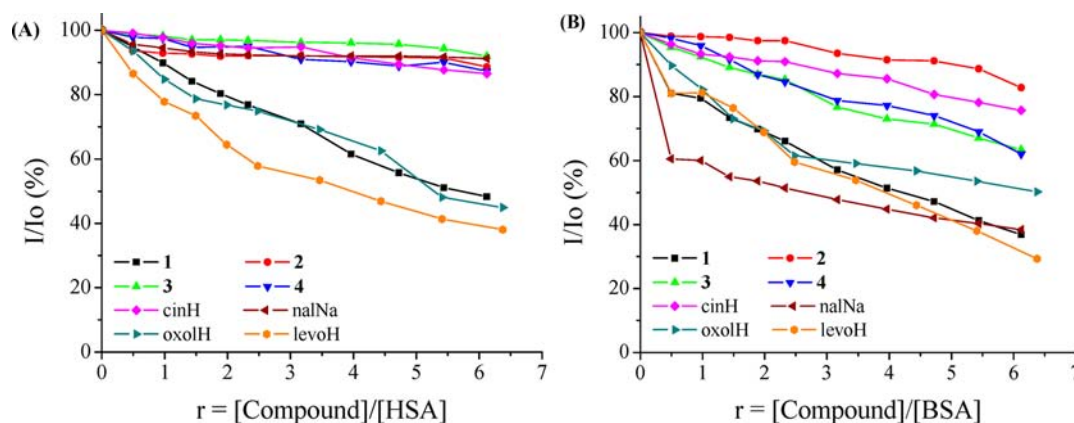 (A)
100
80
60
40
20
0
I/Io (%)
1 2
3 4
cinH nalNa
oxolH levoH
0 1 2 3 4 5 6 7
r = [Compound]/[HSA]
(B)
100
80
60
40
20
0
I/Io (%)
1 2
3 4
cinH nalNa
oxolH levoH
0 1 2 3 4 5 6 7
r = [Compound]/[BSA]